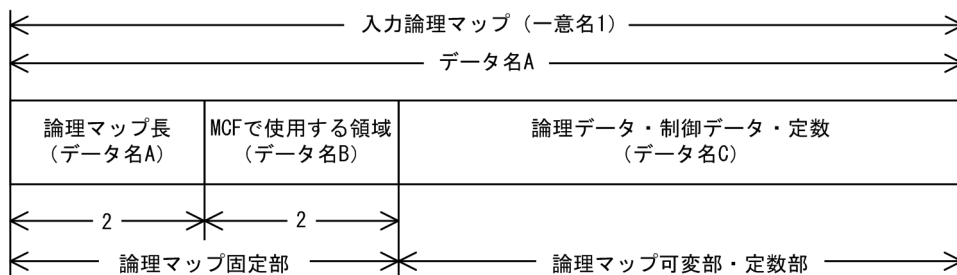 入力論理マップ（一意名1）
データ名A
論理マップ長
（データ名A）
MCFで使用する領域
（データ名B）
論理データ・制御データ・定数
（データ名C）
2
2
論理マップ固定部
論理マップ可変部・定数部